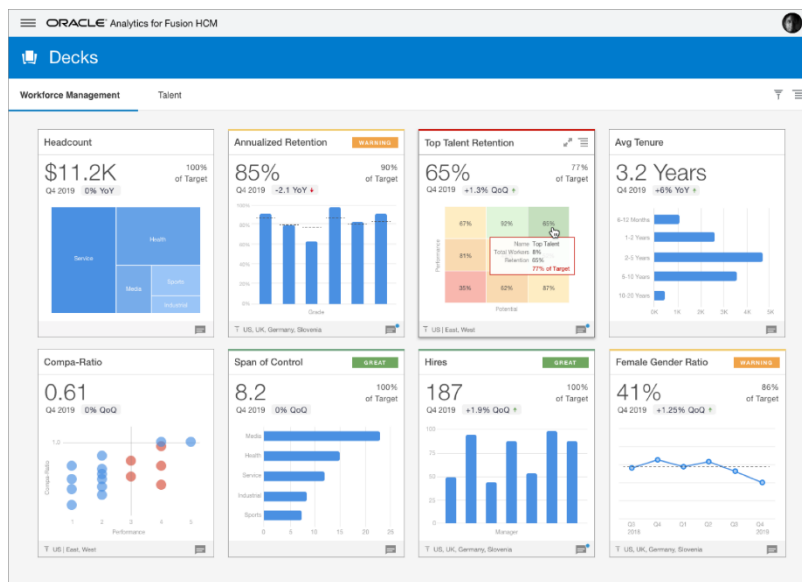 ORACLE Analytics for Fusion HCM
Decks
Workforce Management Talent
Headcount
$11.2K 100%
of Target
Q4 2019 0% YoY
Service
Health
Media
Sports
Industrial
Annualized Retention WARNING
85% 90%
of Target
Q4 2019 -2.1 YoY
100%
80%
60%
40%
20%
0%
Grade
US, UK, Germany, Slovenia
Top Talent Retention
65% 77%
of Target
Q4 2019 +1.3% QoQ
Performance
67% 92% 65%
81%
Name Top Talent
Total Workers 8%
Retention 65%
77% of Target
35% 82% 87%
Potential
US | East, West
Avg Tenure
3.2 Years
Q4 2019 +6% YoY
6-12 Months
1-2 Years
2-5 Years
5-10 Years
10-20 Years
0K 1K 2K 3K 4K 5K
Compa-Ratio
0.61
Q4 2019 0% QoQ
Compa-Ratio
1.0
1 2 3 4 5
Performance
US | East, West
Span of Control GREAT
8.2 100%
of Target
Q4 2019 0% QoQ
Media
Health
Service
Industrial
Sports
0 5 10 15 20 25
Hires GREAT
187 100%
of Target
Q4 2019 +1.9% QoQ
100
75
50
25
0
Manager
US, UK, Germany, Slovenia
Female Gender Ratio WARNING
41% 86%
of Target
Q4 2019 +1.25% QoQ
Q3 Q4 Q1 Q2 Q3 Q4
2019
US, UK, Germany, Slovenia